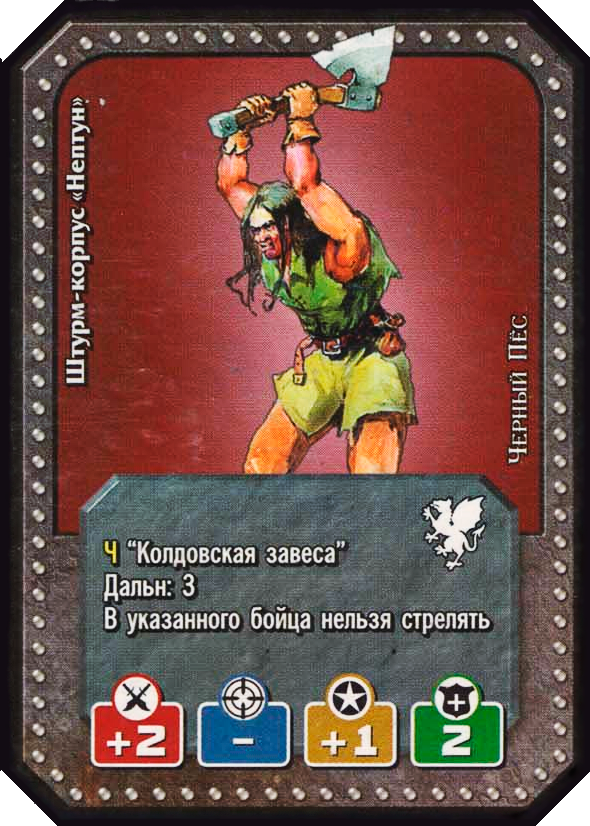 Штурм-корпус «Нептун»
Черный Пёс
Ч “Колдовская завеса”
Дальн: 3
В указанного бойца нельзя стрелять
+2
-
+1
2